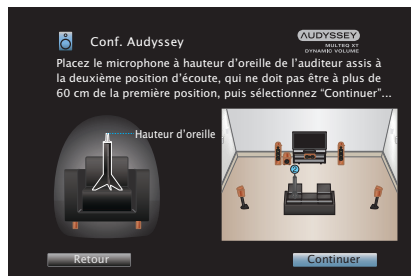 Conf. Audyssey
AUDYSSEY
MULTEQ XT
DYNAMIC VOLUME
Placez le microphone à hauteur d'oreille de l'auditeur assis à
la deuxième position d'écoute, qui ne doit pas être à plus de
60 cm de la première position, puis sélectionnez "Continuer"...
Hauteur d'oreille
2
Retour
Continuer